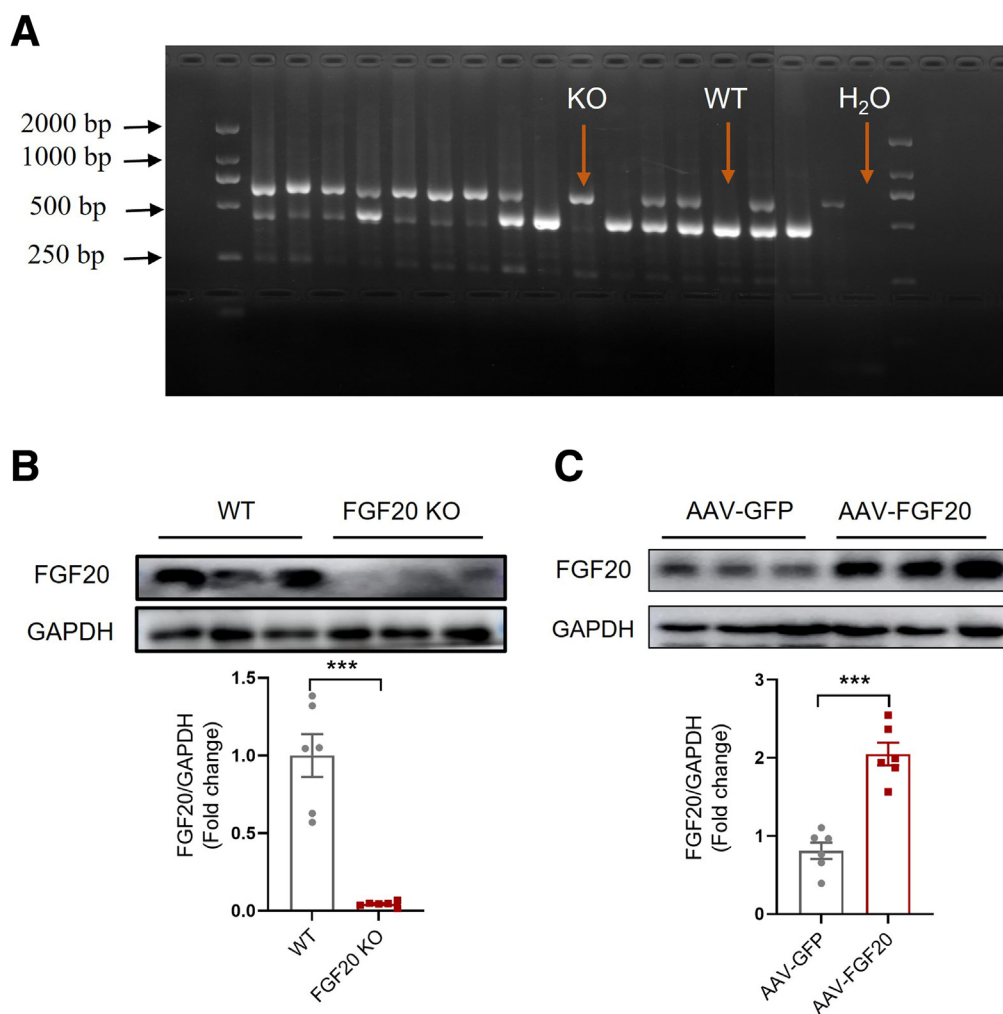 A
KO
WT
H₂O
2000 bp
1000 bp
500 bp
250 bp
B
WT
FGF20 KO
FGF20
GAPDH
***
1.5
1.0
0.5
0.0
FGF20/GAPDH
(Fold change)
WT
FGF20 KO
C
AAV-GFP
AAV-FGF20
FGF20
GAPDH
***
3
2
1
0
FGF20/GAPDH
(Fold change)
AAV-GFP
AAV-FGF20